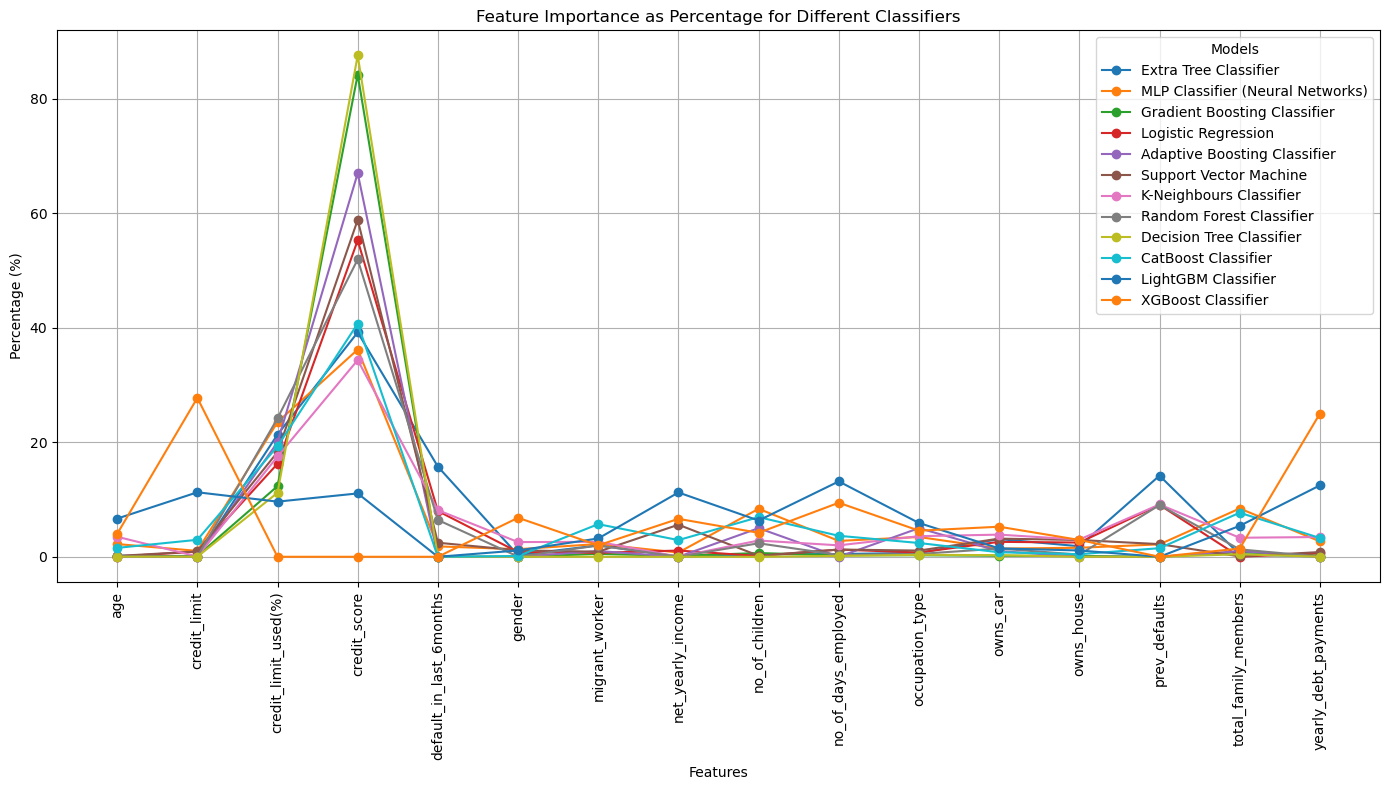 Feature Importance as Percentage for Different Classifiers
Models
Extra Tree Classifier
MLP Classifier (Neural Networks)
Gradient Boosting Classifier
Logistic Regression
Adaptive Boosting Classifier
Support Vector Machine
K-Neighbours Classifier
Random Forest Classifier
Decision Tree Classifier
CatBoost Classifier
LightGBM Classifier
XGBoost Classifier
Percentage (%)
80
60
40
20
0
age
credit_limit
credit_limit_used(%)
credit_score
default_in_last_6months
gender
migrant_worker
net_yearly_income
no_of_children
no_of_days_employed
occupation_type
owns_car
owns_house
prev_defaults
total_family_members
yearly_debt_payments
Features